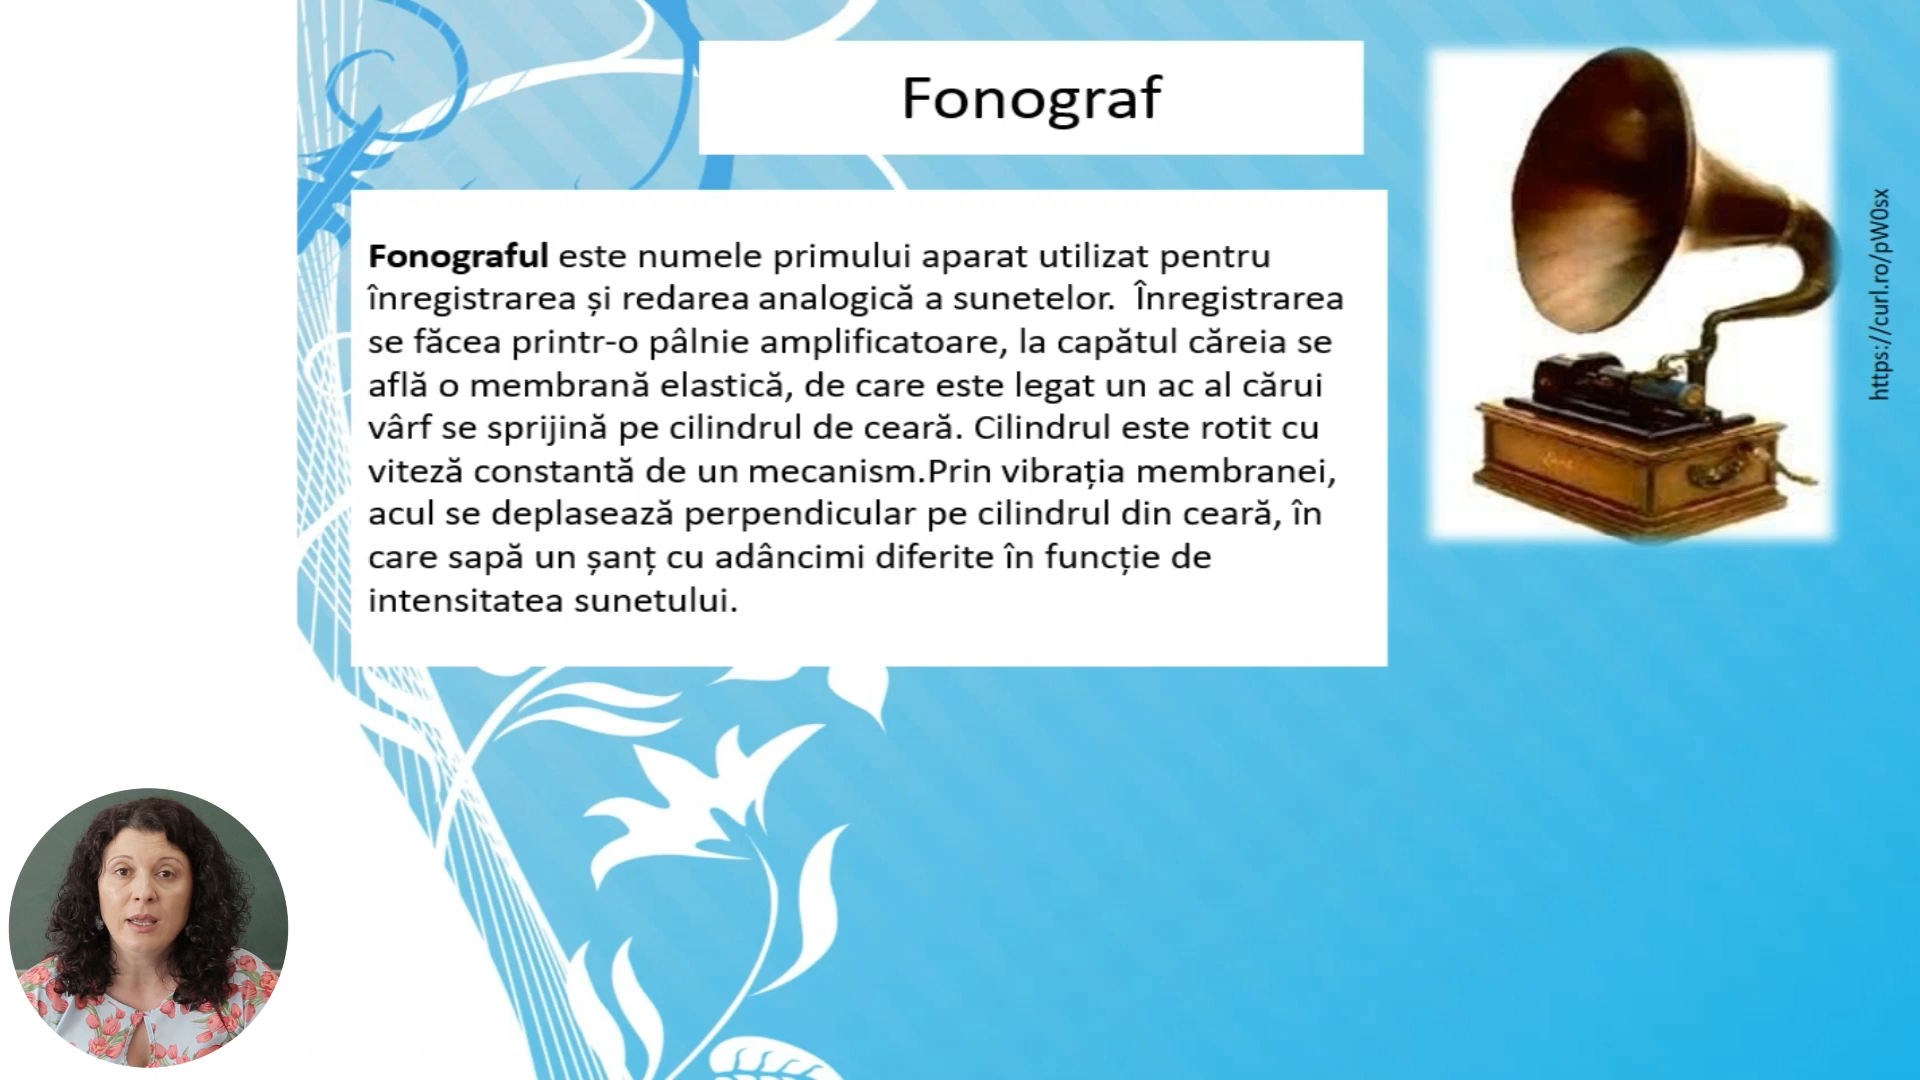 Fonograf
Fonograful este numele primului aparat utilizat pentru
înregistrarea și redarea analogică a sunetelor.  Înregistrarea
se făcea printr-o pâlnie amplificatoare, la capătul căreia se
află o membrană elastică, de care este legat un ac al cărui
vârf se sprijină pe cilindrul de ceară. Cilindrul este rotit cu
viteză constantă de un mecanism.Prin vibrația membranei,
acul se deplasează perpendicular pe cilindrul din ceară, în
care sapă un șanț cu adâncimi diferite în funcție de
intensitatea sunetului.
https://curl.ro/pW0sx